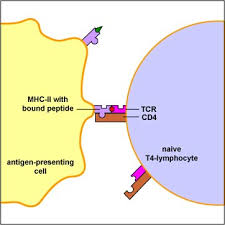 MHC-II with
bound peptide
TCR
CD4
antigen-presenting
cell
naive
T4-lymphocyte